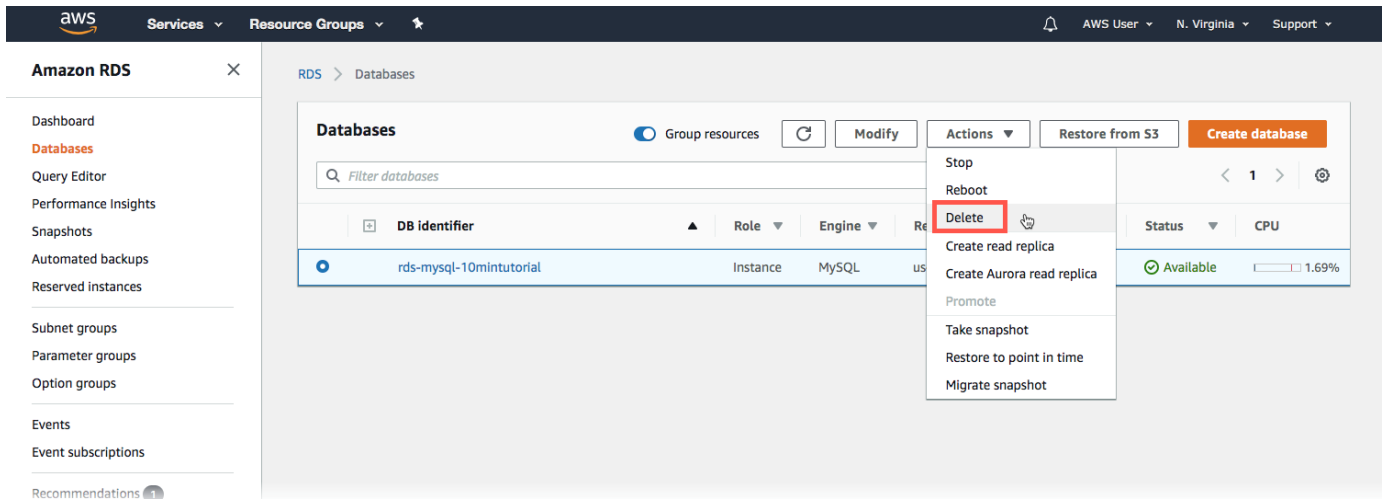 aws Services Resource Groups AWS User N. Virginia Support
Amazon RDS
Dashboard
Databases
Query Editor
Performance Insights
Snapshots
Automated backups
Reserved instances
Subnet groups
Parameter groups
Option groups
Events
Event subscriptions
Recommendations 1
RDS > Databases
Databases Group resources Modify Actions Restore from S3 Create database
Filter databases 1
DB identifier Role Engine Re Status CPU
rds-mysql-10mintutorial Instance MySQL us Available 1.69%
Stop
Reboot
Delete
Create read replica
Create Aurora read replica
Promote
Take snapshot
Restore to point in time
Migrate snapshot